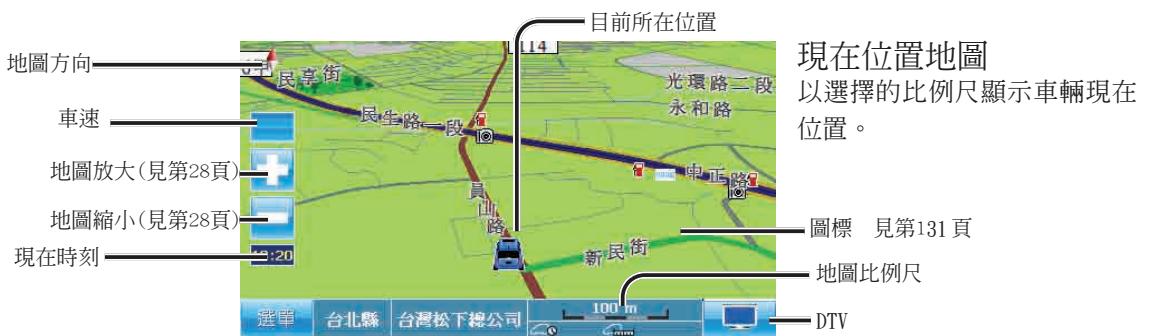 目前所在位置
地圖方向
車速
地圖放大(見第28頁)
地圖縮小(見第28頁)
現在時刻
114
民享街
光環路二段
永和路
民生路一段
中正路
員山路
新民街
:20
100 m
選單
台北縣
台灣松下總公司
現在位置地圖
以選擇的比例尺顯示車輛現在
位置。
圖標 見第131頁
地圖比例尺
DTV